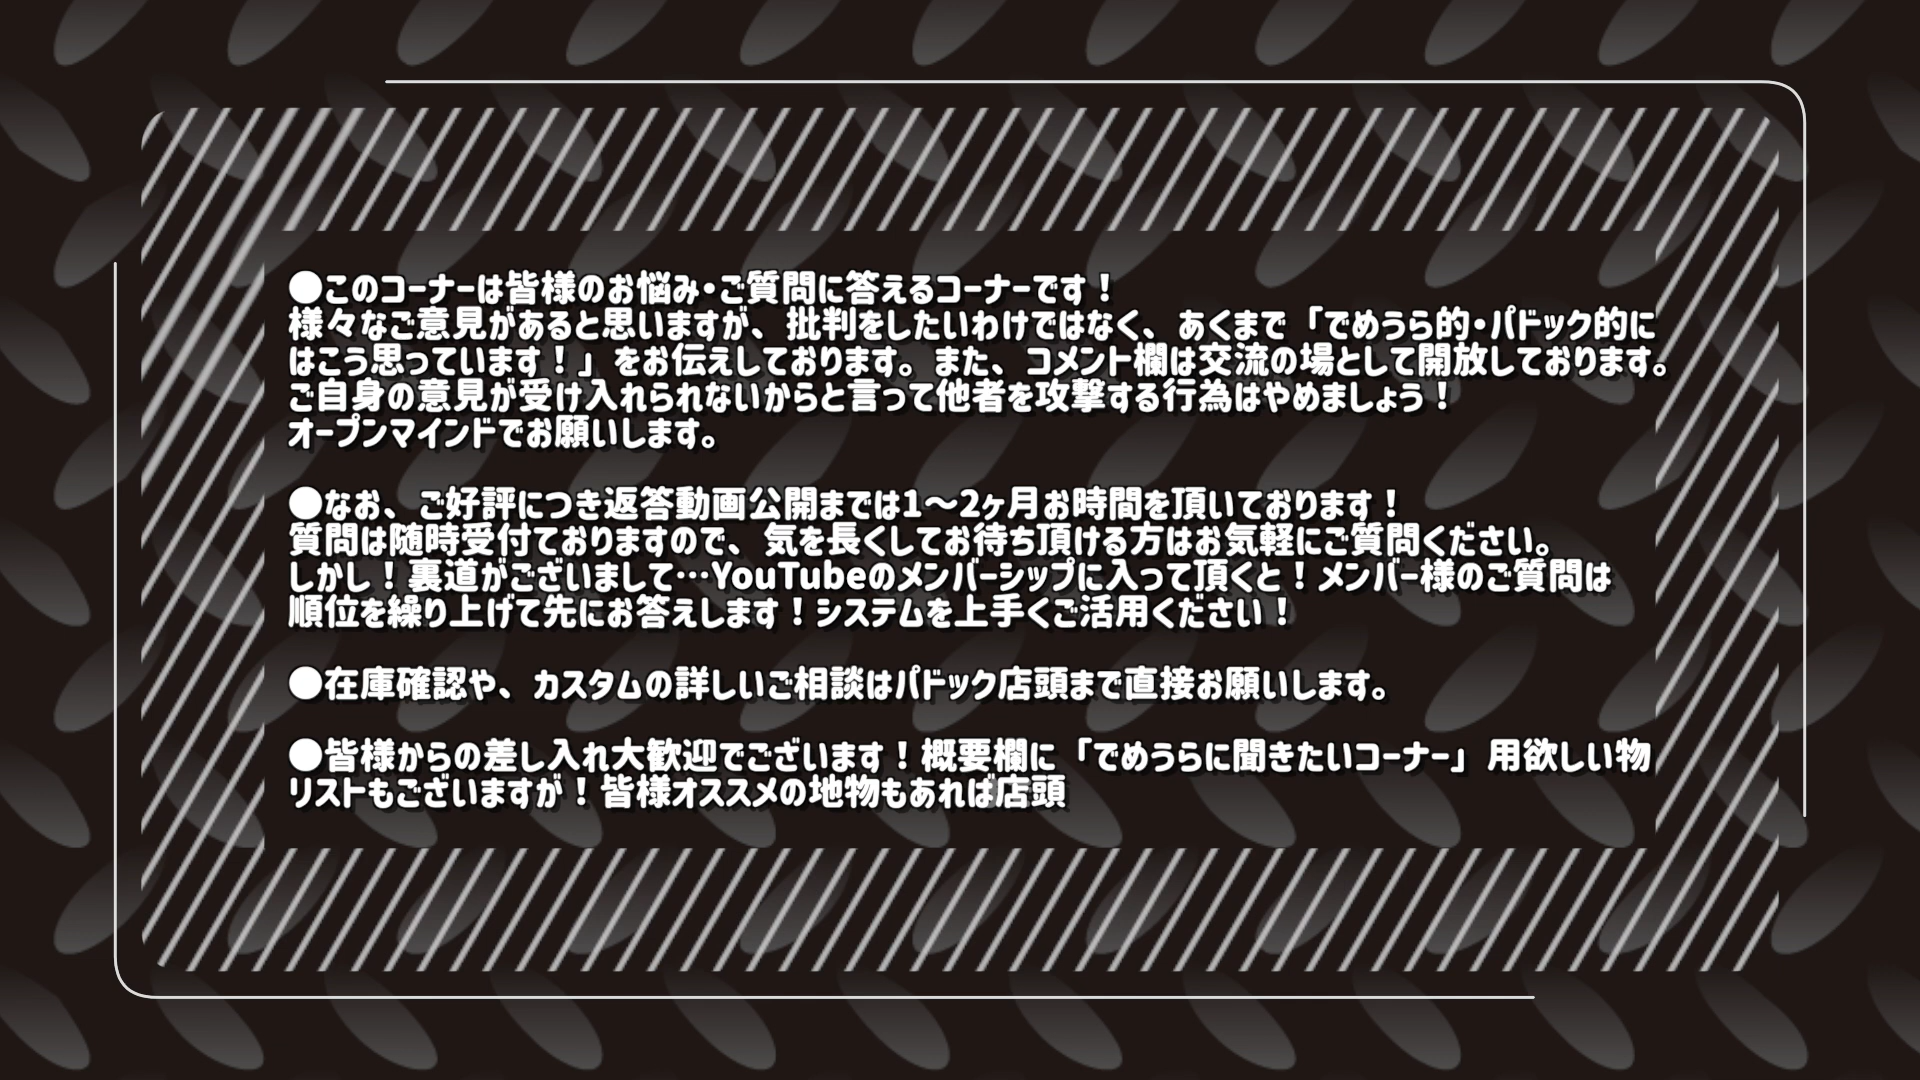 ●このコーナーは皆様のお悩み・ご質問に答えるコーナーです！
様々なご意見があると思いますが、批判をしたいわけではなく、あくまで「でめうら的・パドック的に
はこう思っています！」をお伝えしております。また、コメント欄は交流の場として開放しております。
ご自身の意見が受け入れられないからと言って他者を攻撃する行為はやめましょう！
オープンマインドでお願いします。
●なお、ご好評につき返答動画公開までは1〜2ヶ月お時間を頂いております！
質問は随時受付ておりますので、気を長くしてお待ち頂ける方はお気軽にご質問ください。
しかし！裏道がございまして…YouTubeのメンバーシップに入って頂くと！メンバー様のご質問は
順位を繰り上げて先にお答えします！システムを上手くご活用ください！
●在庫確認や、カスタムの詳しいご相談はパドック店頭まで直接お願いします。
●皆様からの差し入れ大歓迎でございます！概要欄に「でめうらに聞きたいコーナー」用欲しい物
リストもございますが！皆様オススメの地物もあれば店頭